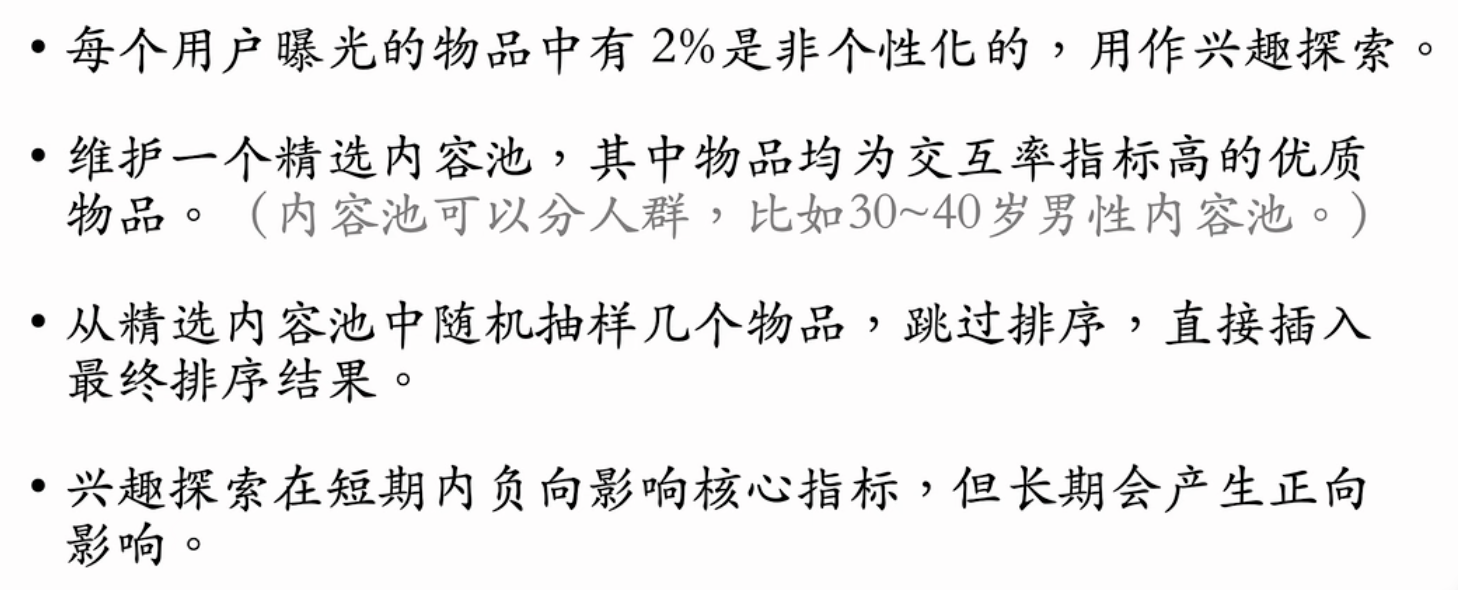 • 每个用户曝光的物品中有 2%是非个性化的，用作兴趣探索。
• 维护一个精选内容池，其中物品均为交互率指标高的优质
物品。（内容池可以分人群，比如30~40岁男性内容池。）
• 从精选内容池中随机抽样几个物品，跳过排序，直接插入
最终排序结果。
• 兴趣探索在短期内负向影响核心指标，但长期会产生正向
影响。